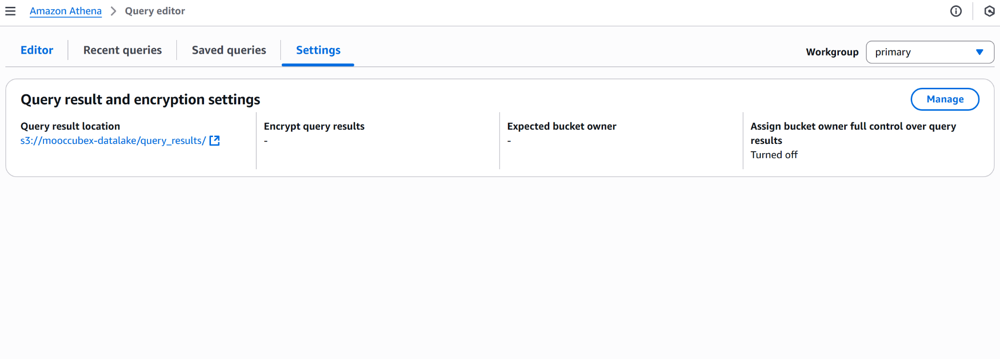 Amazon Athena > Query editor
Editor
Recent queries
Saved queries
Settings
Workgroup
primary
Query result and encryption settings
Manage
Query result location
s3://mooccubex-datalake/query_results/
Encrypt query results
-
Expected bucket owner
-
Assign bucket owner full control over query
results
Turned off